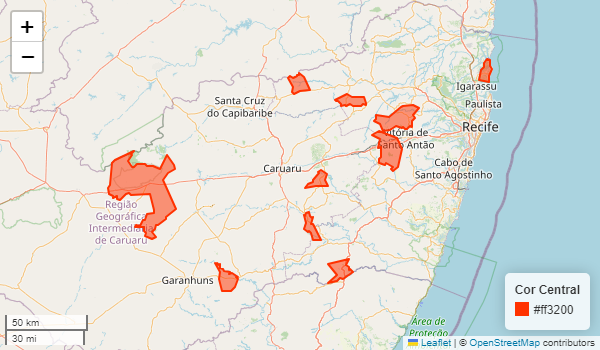 +
−
Santa Cruz
do Capibaribe
Igarassu
Paulista
Recife
Vitória de
Santo Antão
Caruaru
Cabo de
Santo Agostinho
Região
Geográfica
Intermediária
de Caruaru
Garanhuns
Cor Central
#ff3200
50 km
30 mi
Área de
Proteção
Leaflet | © OpenStreetMap contributors